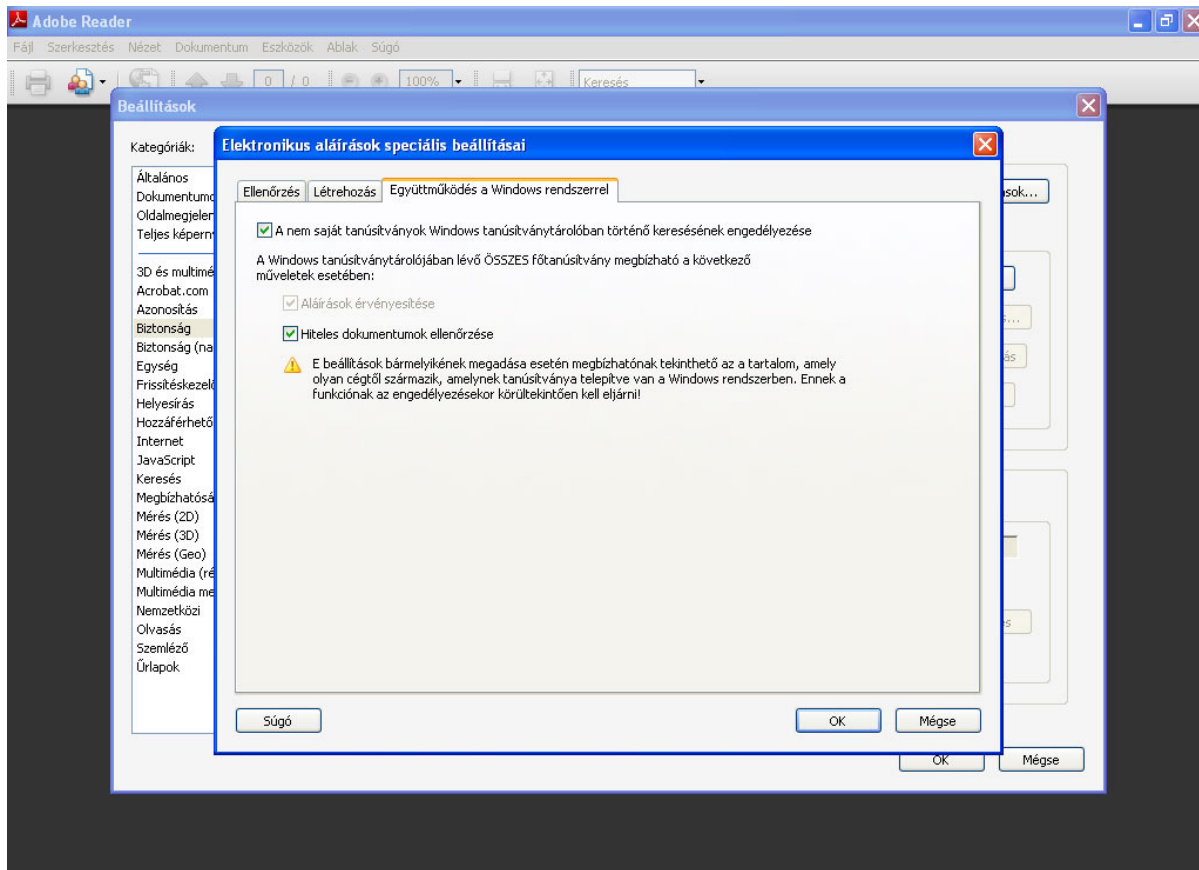 Adobe Reader
Fájl Szerkesztés Nézet Dokumentum Eszközök Ablak Súgó
0 / 0 100% Keresés
Beállítások
Kategóriák:
Általános
Oldalmegjelen
Teljes képern
3D és multimé
Acrobat.com
Azonosítás
Biztonság
Biztonság (na
Egység
Frissítéskezelő
Helyesírás
Hozzáférhető
Internet
JavaScript
Keresés
Megbízhatósá
Mérés (2D)
Mérés (3D)
Mérés (Geo)
Multimédia (ré
Multimédia me
Nemzetközi
Olvasás
Szemléző
Űrlapok
Elektronikus aláírások speciális beállításai
Ellenőrzés Létrehozás Együttműködés a Windows rendszerrel
A nem saját tanúsítványok Windows tanúsítványtárolóban történő keresésének engedélyezése
A Windows tanúsítványtárolójában lévő ÖSSZES főtanúsítvány megbízható a következő
műveletek esetében:
Aláírások érvényesítése
Hiteles dokumentumok ellenőrzése
E beállítások bármelyikének megadása esetén megbízhatónak tekinthető az a tartalom, amely
olyan cégtől származik, amelynek tanúsítványa telepítve van a Windows rendszerben. Ennek a
funkciónak az engedélyezésekor körültekintően kell eljárni!
Súgó OK Mégse
OK Mégse